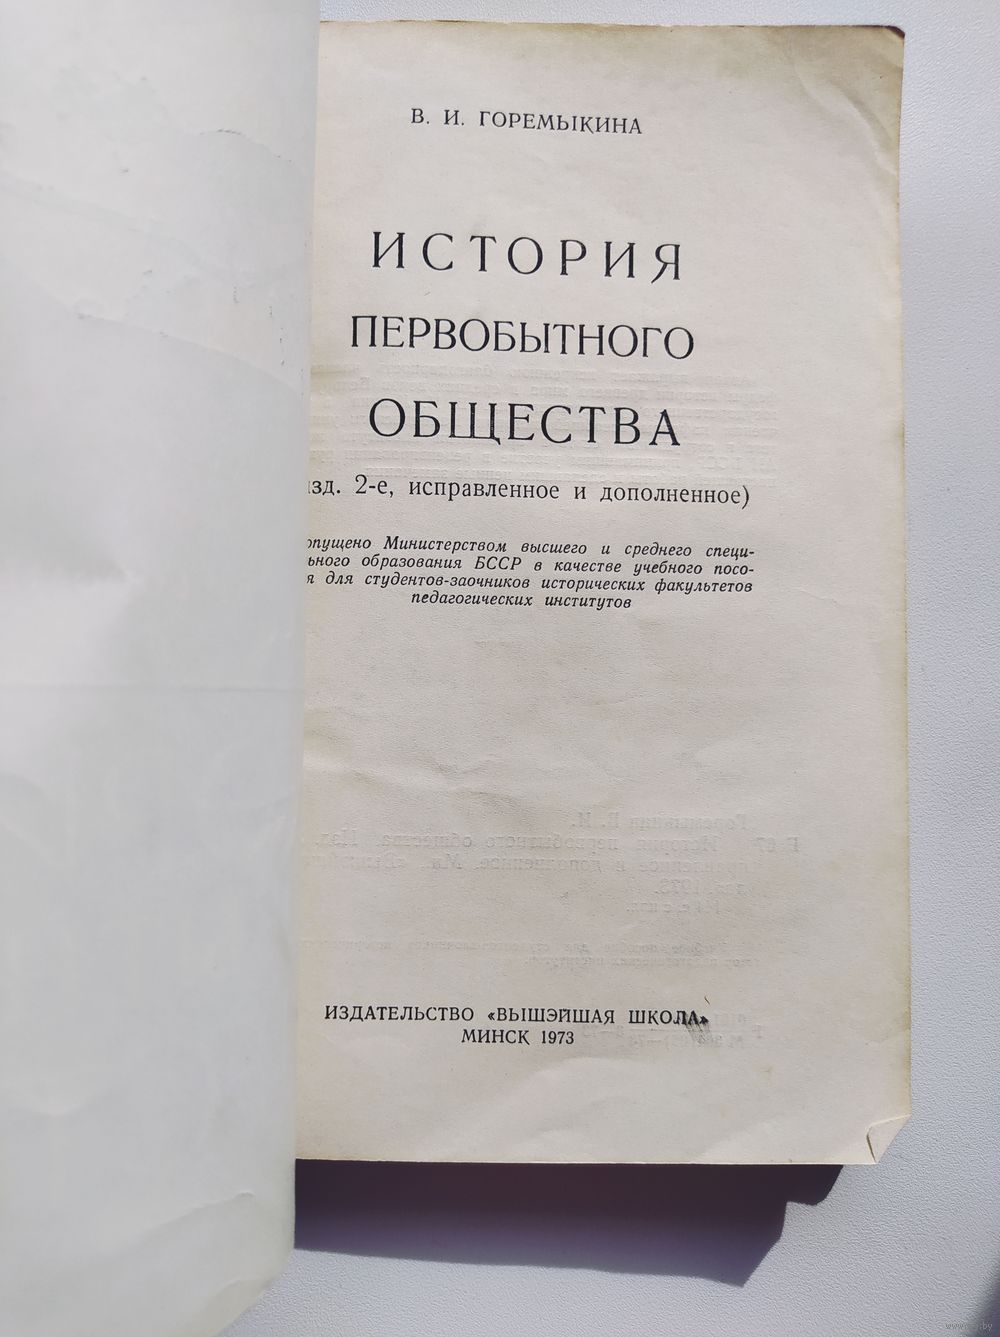 В. И. ГОРЕМЫКИНА
ИСТОРИЯ
ПЕРВОБЫТНОГО
ОБЩЕСТВА
2-е, исправленное и дополненное)
Министерством высшего и среднего специ-
образования БССР в качестве учебного посо-
для студентов-заочников исторических факультетов
педагогических институтов
ИЗДАТЕЛЬСТВО «ВЫШЭЙШАЯ ШКОЛА»
МИНСК 1973